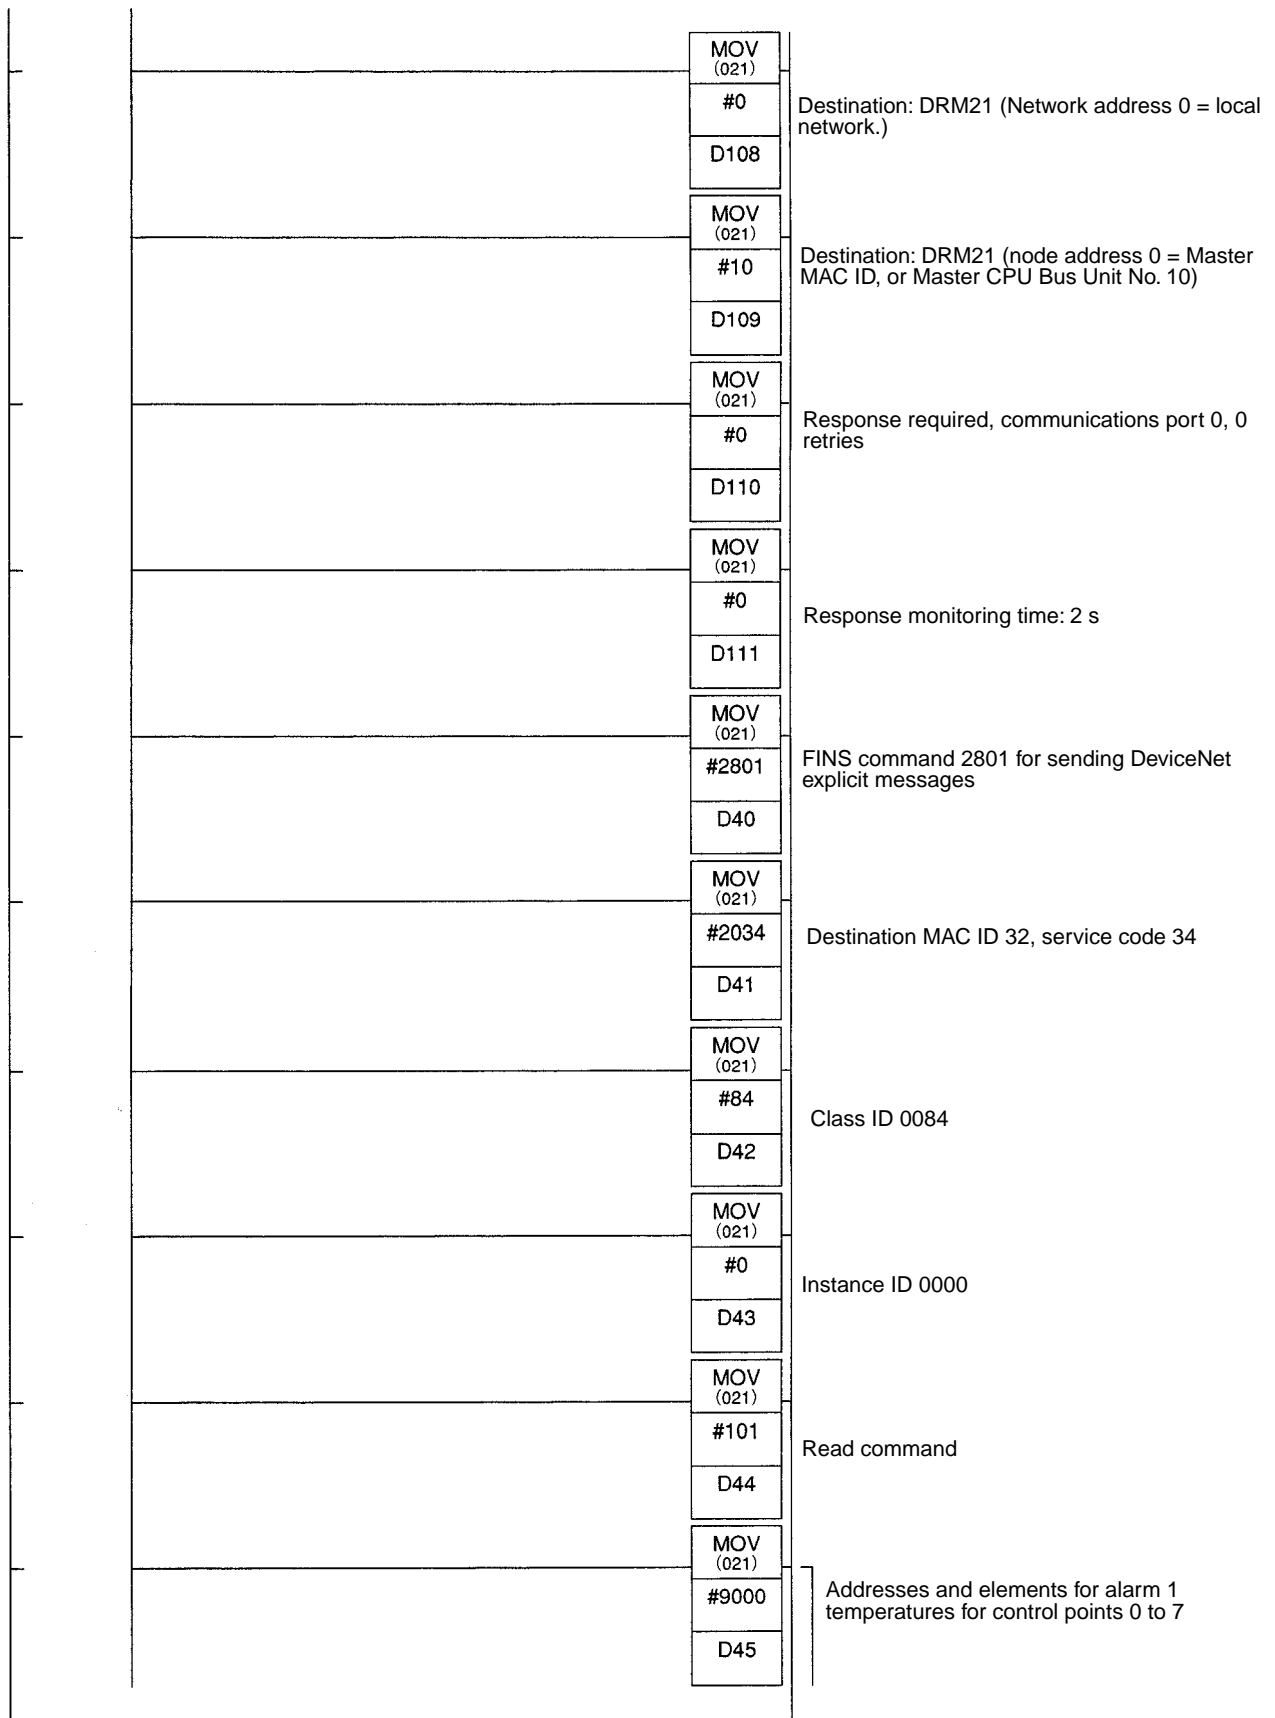 MOV
(021)
#0
D108
Destination: DRM21 (Network address 0 = local
network.)
MOV
(021)
#10
D109
Destination: DRM21 (node address 0 = Master
MAC ID, or Master CPU Bus Unit No. 10)
MOV
(021)
#0
D110
Response required, communications port 0, 0
retries
MOV
(021)
#0
D111
Response monitoring time: 2 s
MOV
(021)
#2801
D40
FINS command 2801 for sending DeviceNet
explicit messages
MOV
(021)
#2034
D41
Destination MAC ID 32, service code 34
MOV
(021)
#84
D42
Class ID 0084
MOV
(021)
#0
D43
Instance ID 0000
MOV
(021)
#101
D44
Read command
MOV
(021)
#9000
D45
Addresses and elements for alarm 1
temperatures for control points 0 to 7